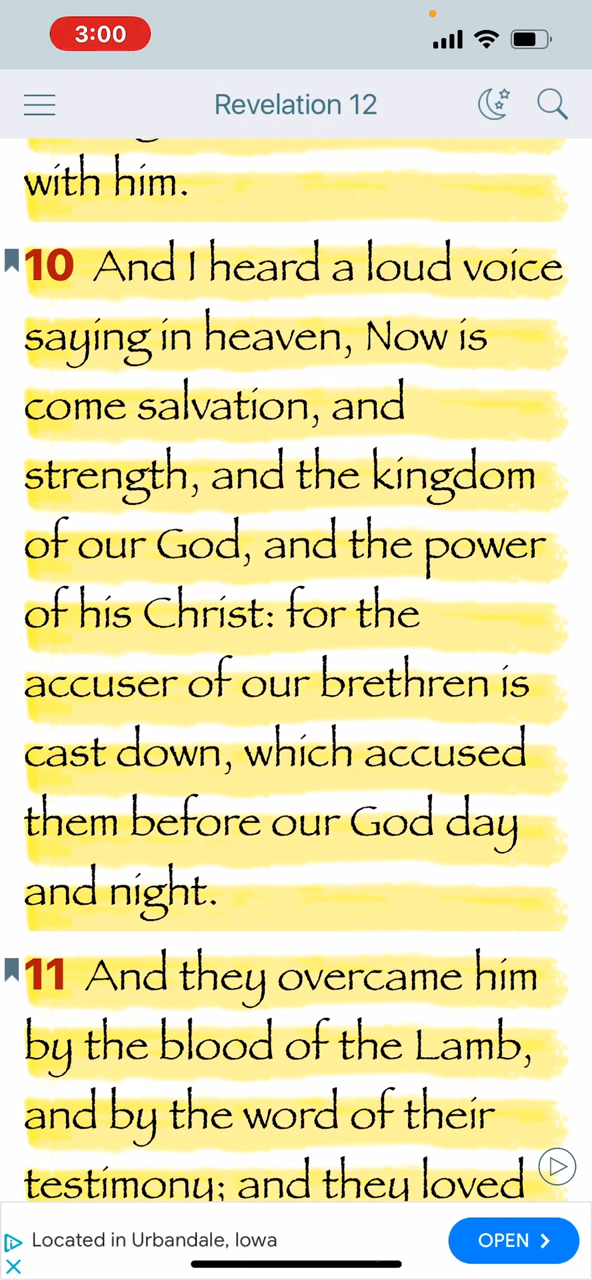 3:00
Revelation 12
with him.
10 And I heard a loud voice
saying in heaven, Now is
come salvation, and
strength, and the kingdom
of our God, and the power
of his Christ: for the
accuser of our brethren is
cast down, which accused
them before our God day
and night.
11 And they overcame him
by the blood of the Lamb,
and by the word of their
testimony; and they loved
Located in Urbandale, Iowa
OPEN